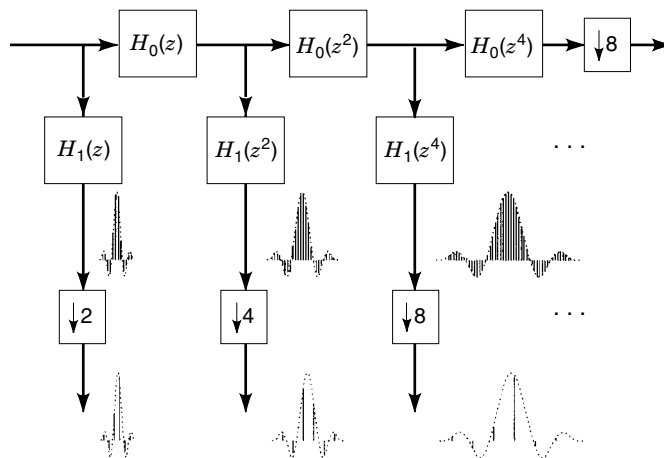 H₀(z) H₀(z²) H₀(z⁴) ↓8
H₁(z) H₁(z²) H₁(z⁴) . . .
↓2 ↓4 ↓8 . . .